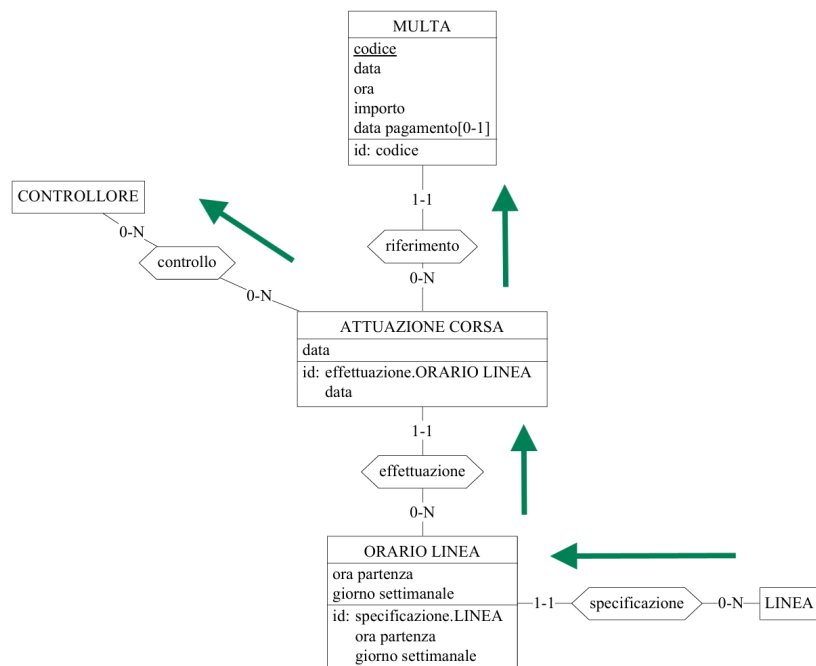 MULTA
codice
data
ora
importo
data pagamento[0-1]
id: codice
1-1
CONTROLLORE
0-N
riferimento
controllo
0-N
0-N
ATTUAZIONE CORSA
data
id: effettuazione.ORARIO LINEA
data
1-1
effettuazione
0-N
ORARIO LINEA
ora partenza
giorno settimanale
id: specificazione.LINEA
ora partenza
giorno settimanale
1-1
specificazione
0-N
LINEA